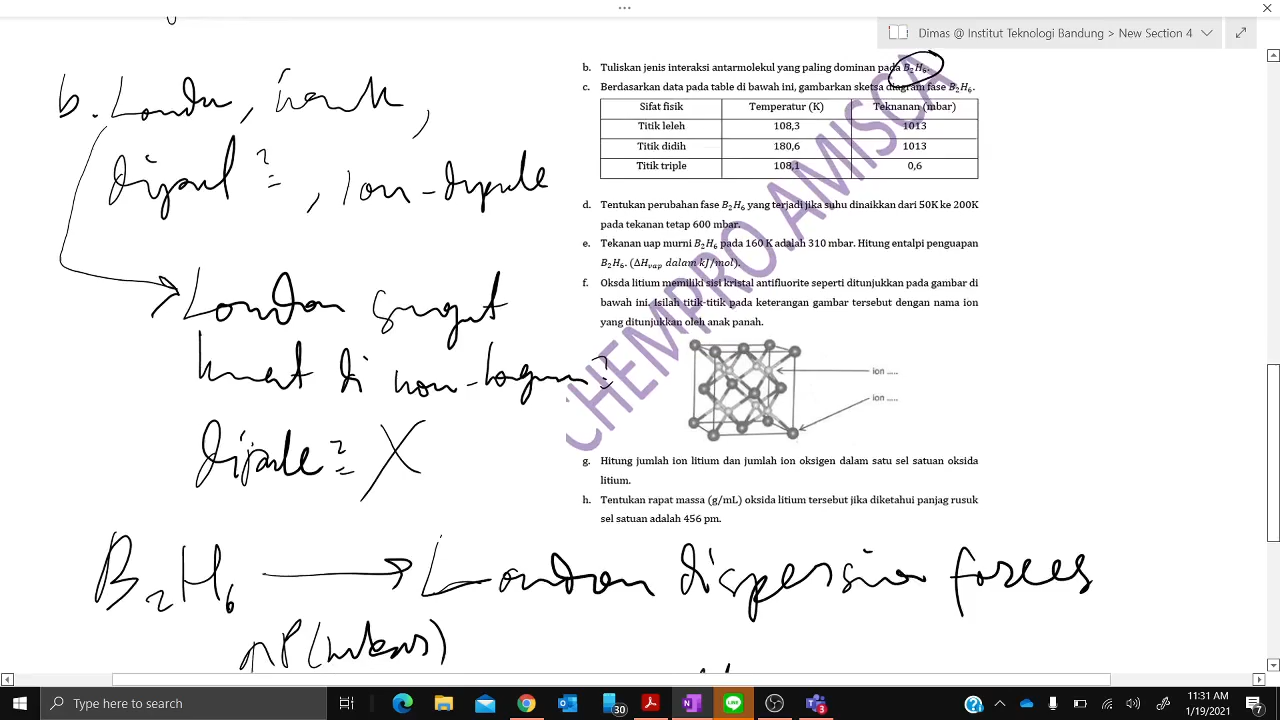 Dimas @ Institut Teknologi Bandung > New Section 4
b. Tuliskan jenis interaksi antarmolekul yang paling dominan pada B₂H₆.
c. Berdasarkan data pada table di bawah ini, gambarkan sketsa diagram fase B₂H₆.
Sifat fisik Temperatur (K) Teknanan (mbar)
Titik leleh 108,3 1013
Titik didih 180,6 1013
Titik triple 108,1 0,6
d. Tentukan perubahan fase B₂H₆ yang terjadi jika suhu dinaikkan dari 50K ke 200K
pada tekanan tetap 600 mbar.
e. Tekanan uap murni B₂H₆ pada 160 K adalah 310 mbar. Hitung entalpi penguapan
B₂H₆. (ΔHvap dalam kJ/mol).
f. Oksda litium memiliki sisi kristal antifluorite seperti ditunjukkan pada gambar di
bawah ini. Isilah titik-titik pada keterangan gambar tersebut dengan nama ion
yang ditunjukkan oleh anak panah.
ion .....
ion .....
g. Hitung jumlah ion litium dan jumlah ion oksigen dalam satu sel satuan oksida
litium.
h. Tentukan rapat massa (g/mL) oksida litium tersebut jika diketahui panjag rusuk
sel satuan adalah 456 pm.
CHEMPRO.AMISCA
b. London,
, ion-dipole
London sangat
kuat di non-logam²
dipole² X
B₂H₆ → London dispersion forces
Type here to search
30
11:31 AM
1/19/2021
7